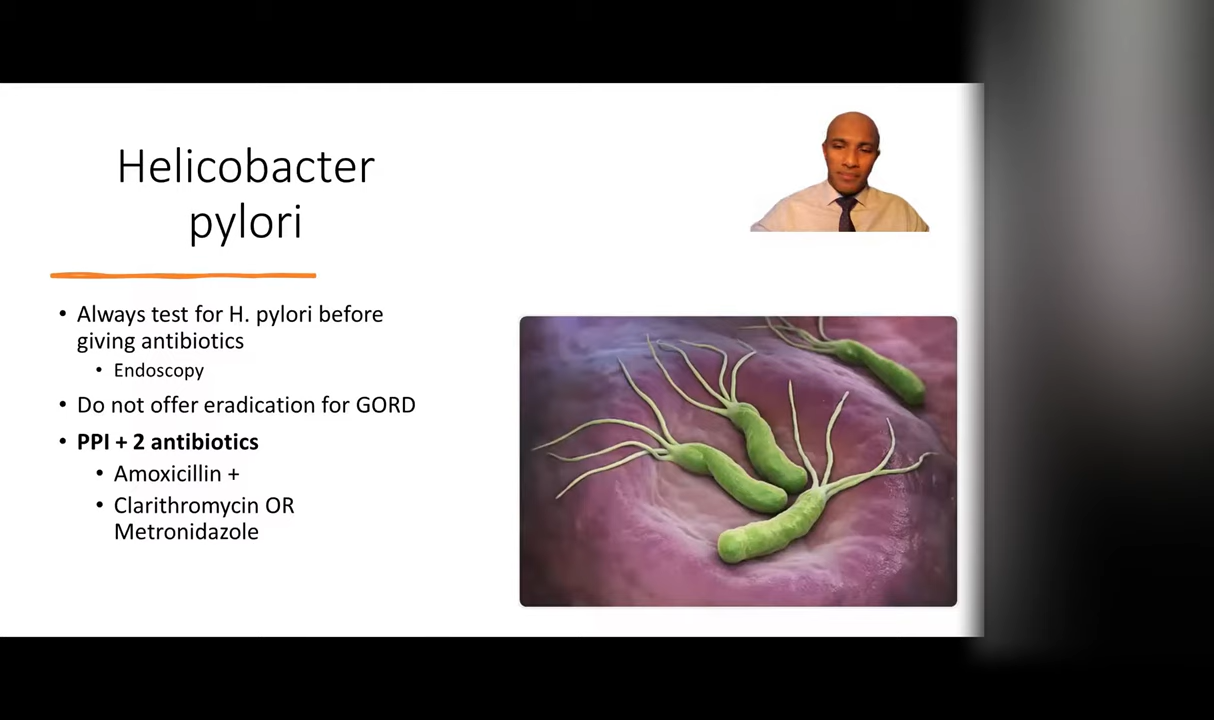 Helicobacter
pylori
• Always test for H. pylori before
giving antibiotics
• Endoscopy
• Do not offer eradication for GORD
• PPI + 2 antibiotics
• Amoxicillin +
• Clarithromycin OR
Metronidazole